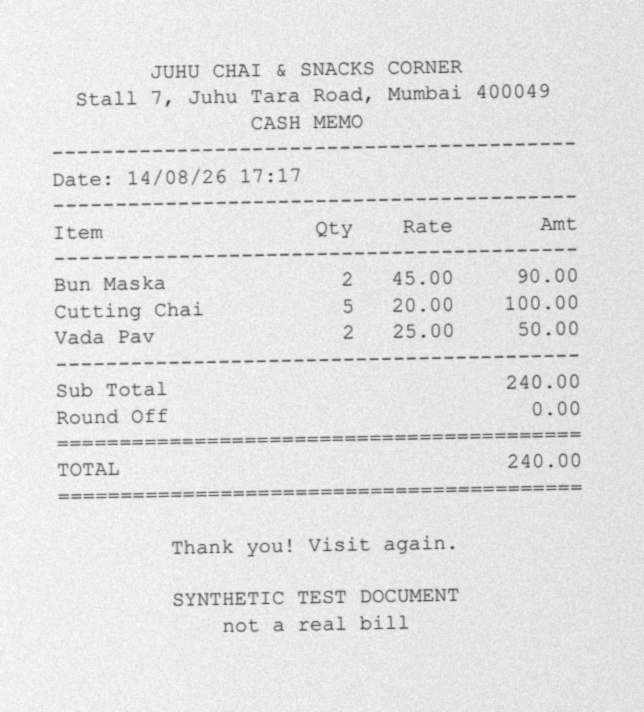 JUHU CHAI & SNACKS CORNER
Stall 7, Juhu Tara Road, Mumbai 400049
CASH MEMO
------------------------------------------
Date: 14/08/26 17:17
------------------------------------------
Item Qty Rate Amt
------------------------------------------
Bun Maska 2 45.00 90.00
Cutting Chai 5 20.00 100.00
Vada Pav 2 25.00 50.00
------------------------------------------
Sub Total 240.00
Round Off 0.00
==========================================
TOTAL 240.00
==========================================
Thank you! Visit again.
SYNTHETIC TEST DOCUMENT
not a real bill